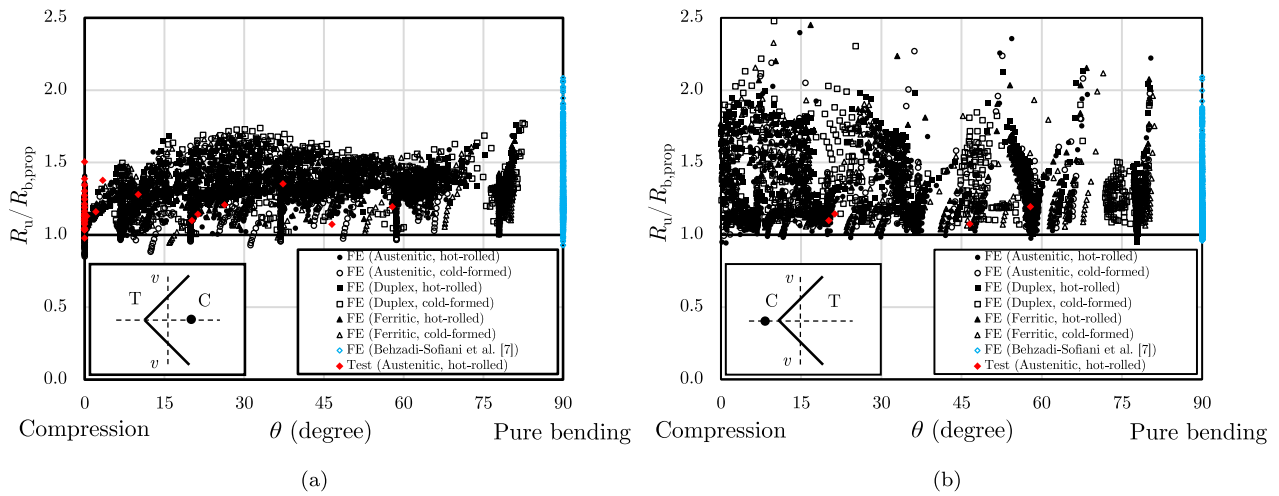 2.5
2.0
1.5
1.0
0.5
0.0
R_u/R_b,prop
T
C
v
v
FE (Austenitic, hot-rolled)
FE (Austenitic, cold-formed)
FE (Duplex, hot-rolled)
FE (Duplex, cold-formed)
FE (Ferritic, hot-rolled)
FE (Ferritic, cold-formed)
FE (Behzadi-Sofiani et al. [7])
Test (Austenitic, hot-rolled)
0 15 30 45 60 75 90
Compression θ (degree) Pure bending
(a)
2.5
2.0
1.5
1.0
0.5
0.0
R_u/R_b,prop
C
T
v
v
FE (Austenitic, hot-rolled)
FE (Austenitic, cold-formed)
FE (Duplex, hot-rolled)
FE (Duplex, cold-formed)
FE (Ferritic, hot-rolled)
FE (Ferritic, cold-formed)
FE (Behzadi-Sofiani et al. [7])
Test (Austenitic, hot-rolled)
0 15 30 45 60 75 90
Compression θ (degree) Pure bending
(b)